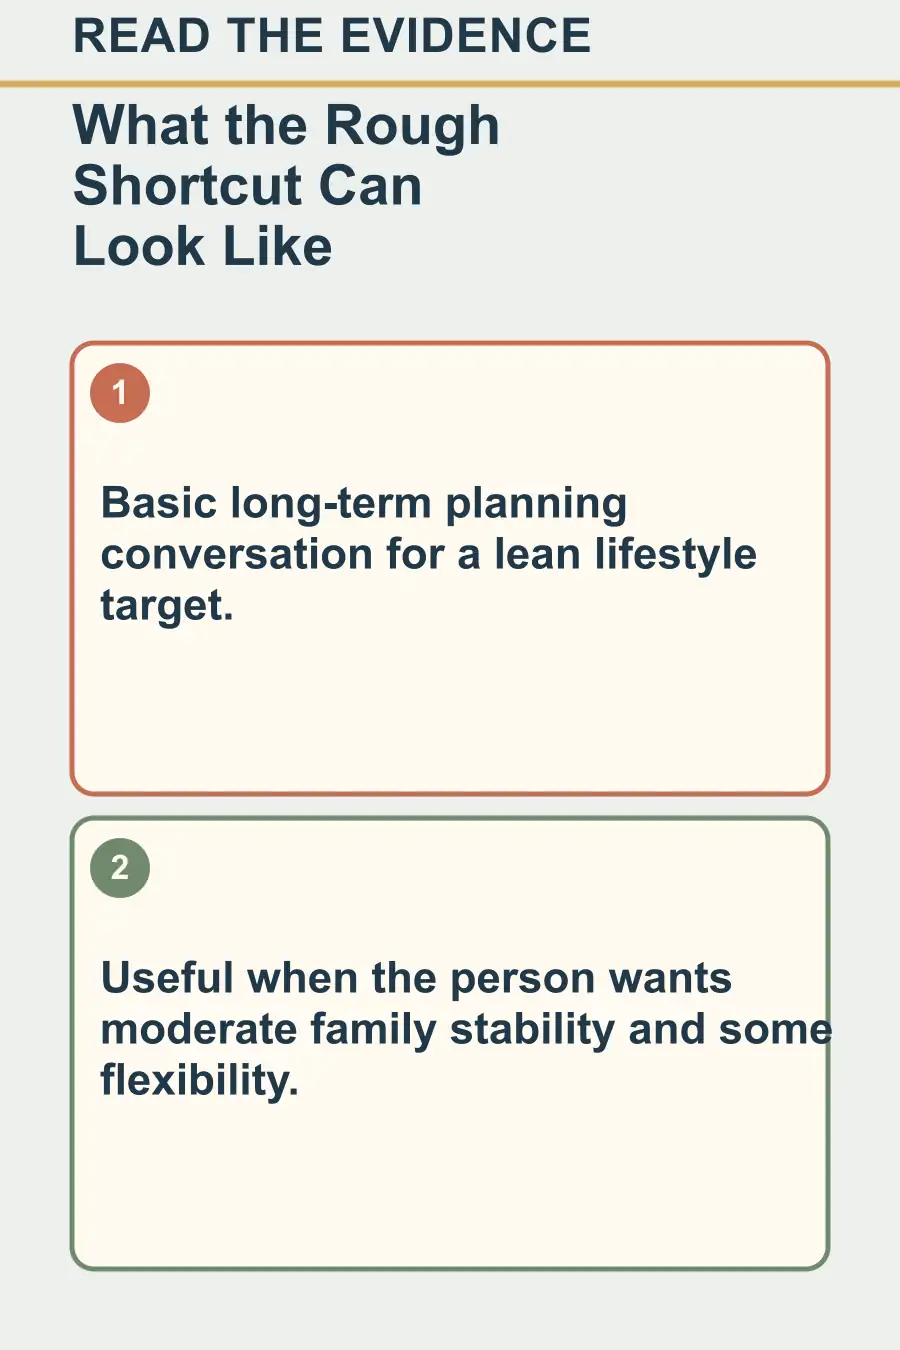 READ THE EVIDENCE
What the Rough
Shortcut Can
Look Like
1
Basic long-term planning
conversation for a lean lifestyle
target.
2
Useful when the person wants
moderate family stability and some
flexibility.